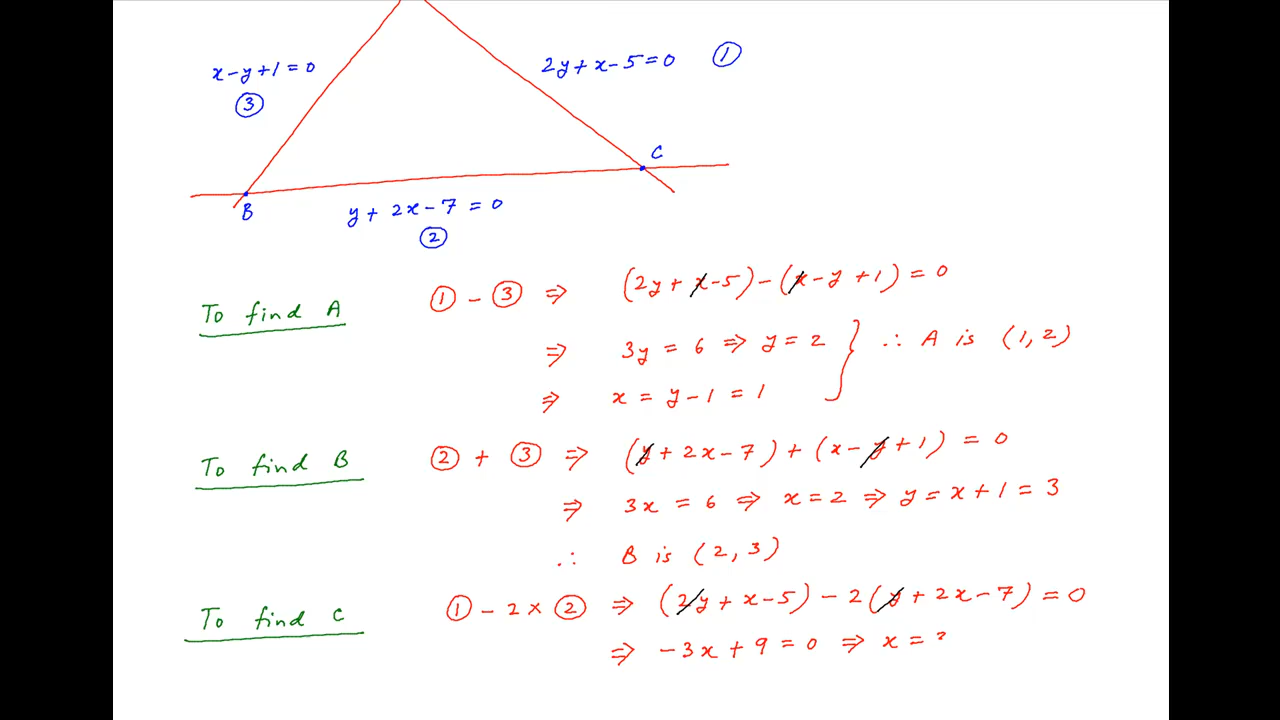 x-y+1=0
③
2y+x-5=0 ①
C
B
y+2x-7=0
②
To find A ①-③ ⇒ (2y+x-5)-(x-y+1)=0
⇒ 3y=6 ⇒ y=2 } ∴ A is (1,2)
⇒ x=y-1=1
To find B ②+③ ⇒ (y+2x-7)+(x-y+1)=0
⇒ 3x=6 ⇒ x=2 ⇒ y=x+1=3
∴ B is (2,3)
To find C ①-2×② ⇒ (2y+x-5)-2(y+2x-7)=0
⇒ -3x+9=0 ⇒ x=